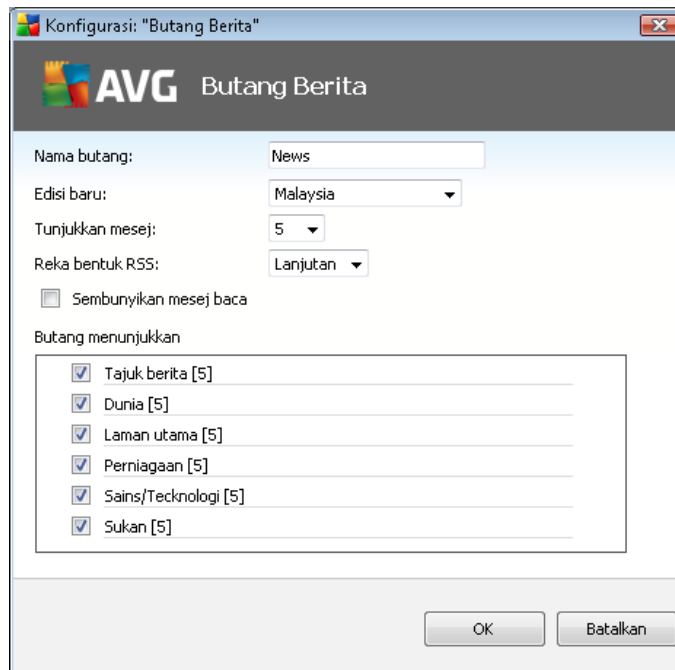 Konfigurasi: "Butang Berita"
AVG Butang Berita
Nama butang: News
Edisi baru: Malaysia
Tunjukkan mesej: 5
Reka bentuk RSS: Lanjutan
Sembunyikan mesej baca
Butang menunjukkan
Tajuk berita [5]
Dunia [5]
Laman utama [5]
Perniagaan [5]
Sains/Tecknologi [5]
Sukan [5]
OK Batalkan